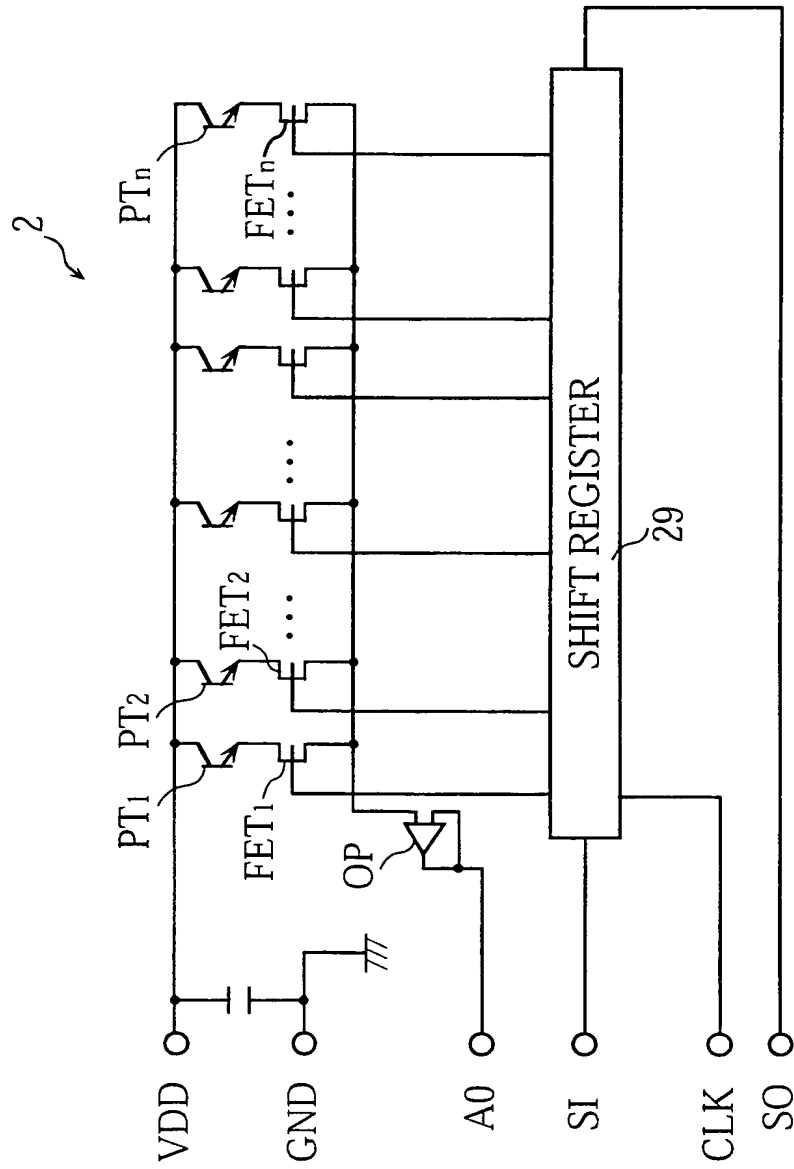 2
PT1
PT2
PTn
FET1
FET2
FETn
OP
VDD
GND
A0
SI
CLK
SO
SHIFT REGISTER
29